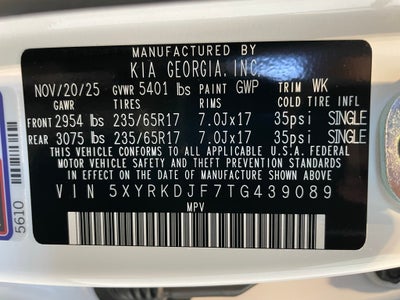 MANUFACTURED BY
KIA GEORGIA, INC.
NOV/20/25 GVWR 5401 lbs PAINT GWP TRIM WK
GAWR TIRES RIMS COLD TIRE INFL
FRONT 2954 lbs 235/65R17 7.0Jx17 35psi SINGLE
REAR 3075 lbs 235/65R17 7.0Jx17 35psi SINGLE
THIS VEHICLE CONFORMS TO ALL APPLICABLE U.S.A. FEDERAL
MOTOR VEHICLE SAFETY AND THEFT PREVENTION STANDARDS
IN EFFECT ON THE DATE OF MANUFACTURE SHOWN ABOVE.
VIN 5XYRKDJF7TG439089
MPV
5610